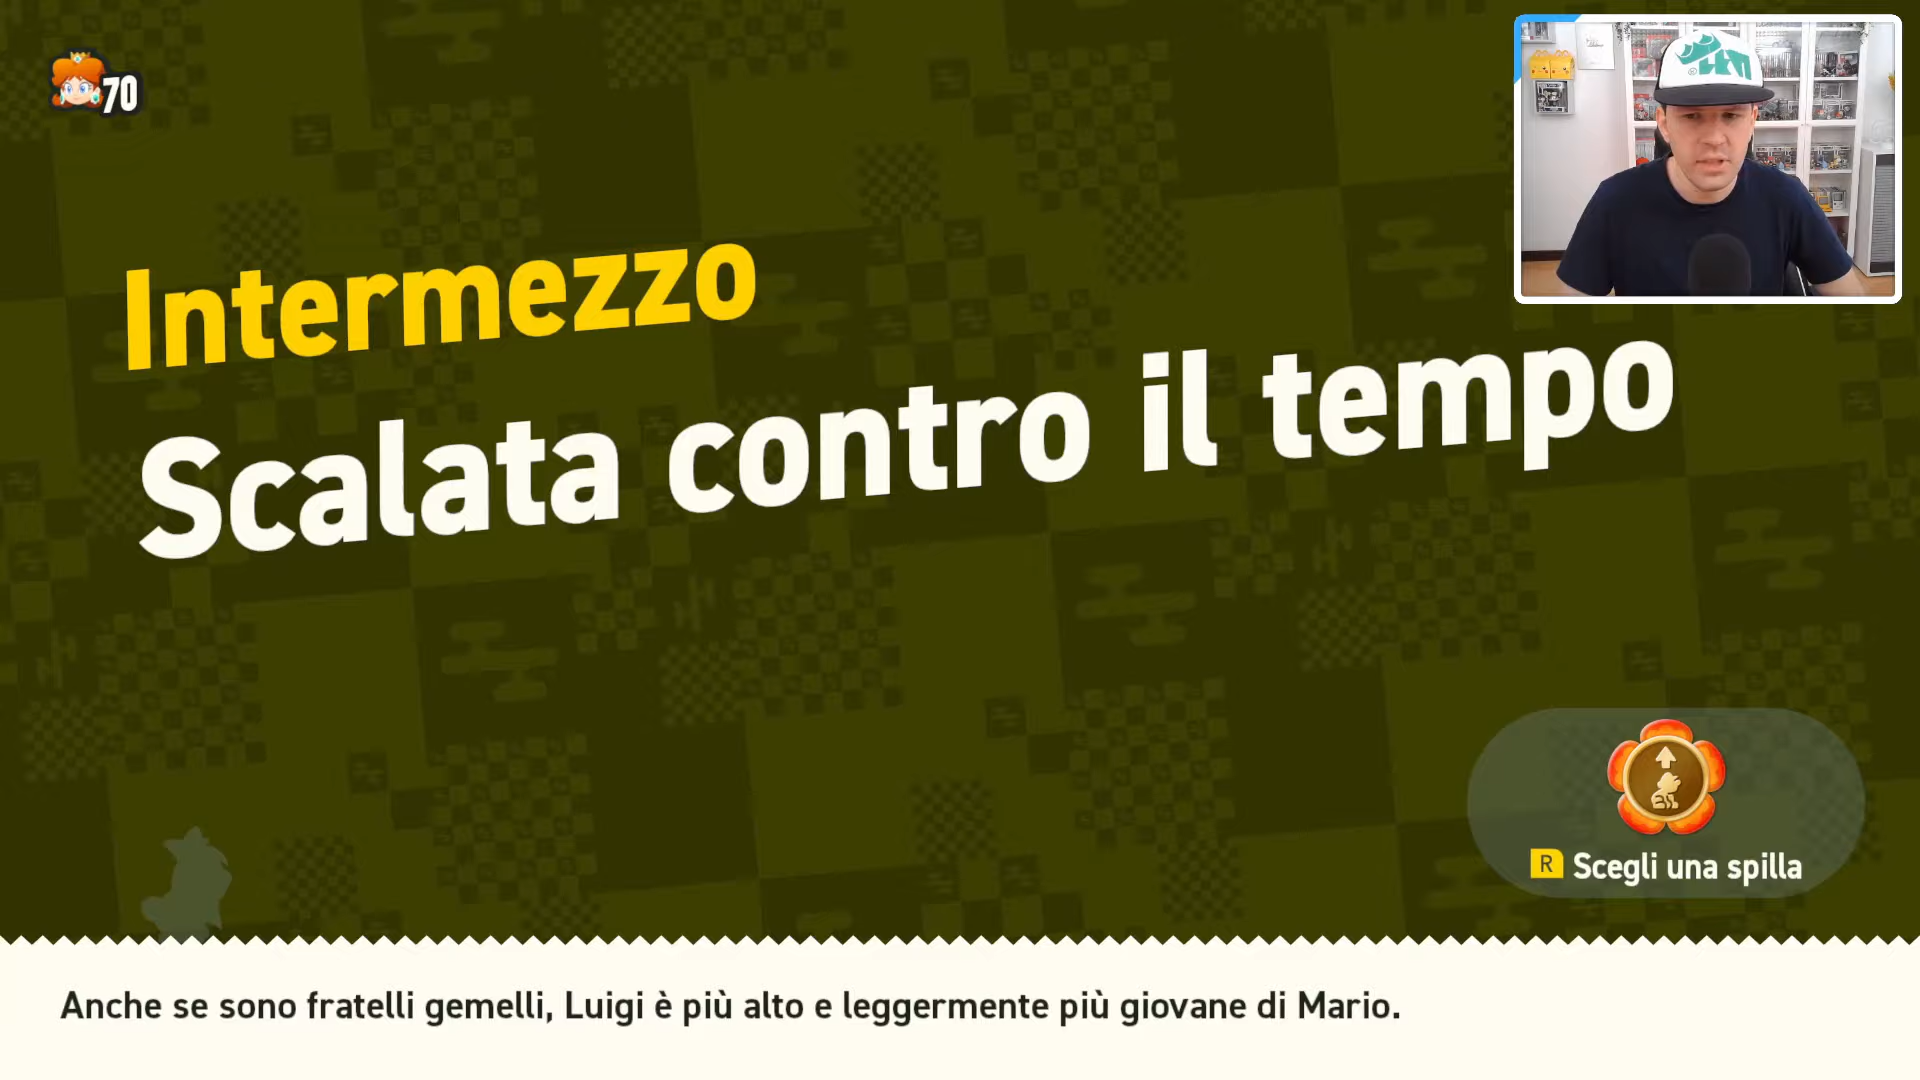 70
Intermezzo
Scalata contro il tempo
R Scegli una spilla
Anche se sono fratelli gemelli, Luigi è più alto e leggermente più giovane di Mario.